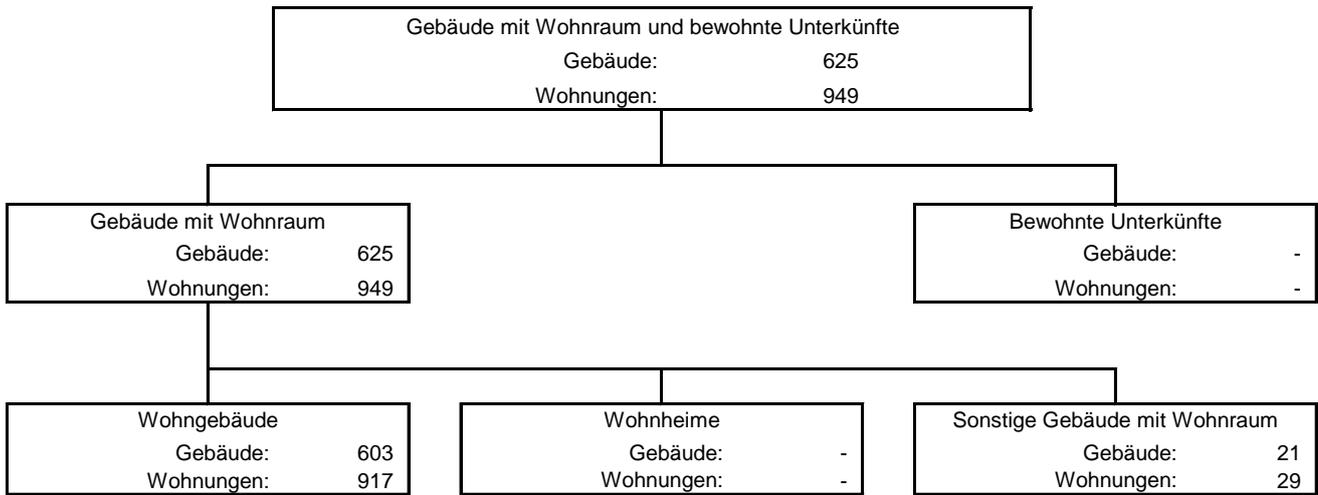 Gebäude mit Wohnraum und bewohnte Unterkünfte
Gebäude: 625
Wohnungen: 949
Gebäude mit Wohnraum
Gebäude: 625
Wohnungen: 949
Bewohnte Unterkünfte
Gebäude: -
Wohnungen: -
Wohngebäude
Gebäude: 603
Wohnungen: 917
Wohnheime
Gebäude: -
Wohnungen: -
Sonstige Gebäude mit Wohnraum
Gebäude: 21
Wohnungen: 29